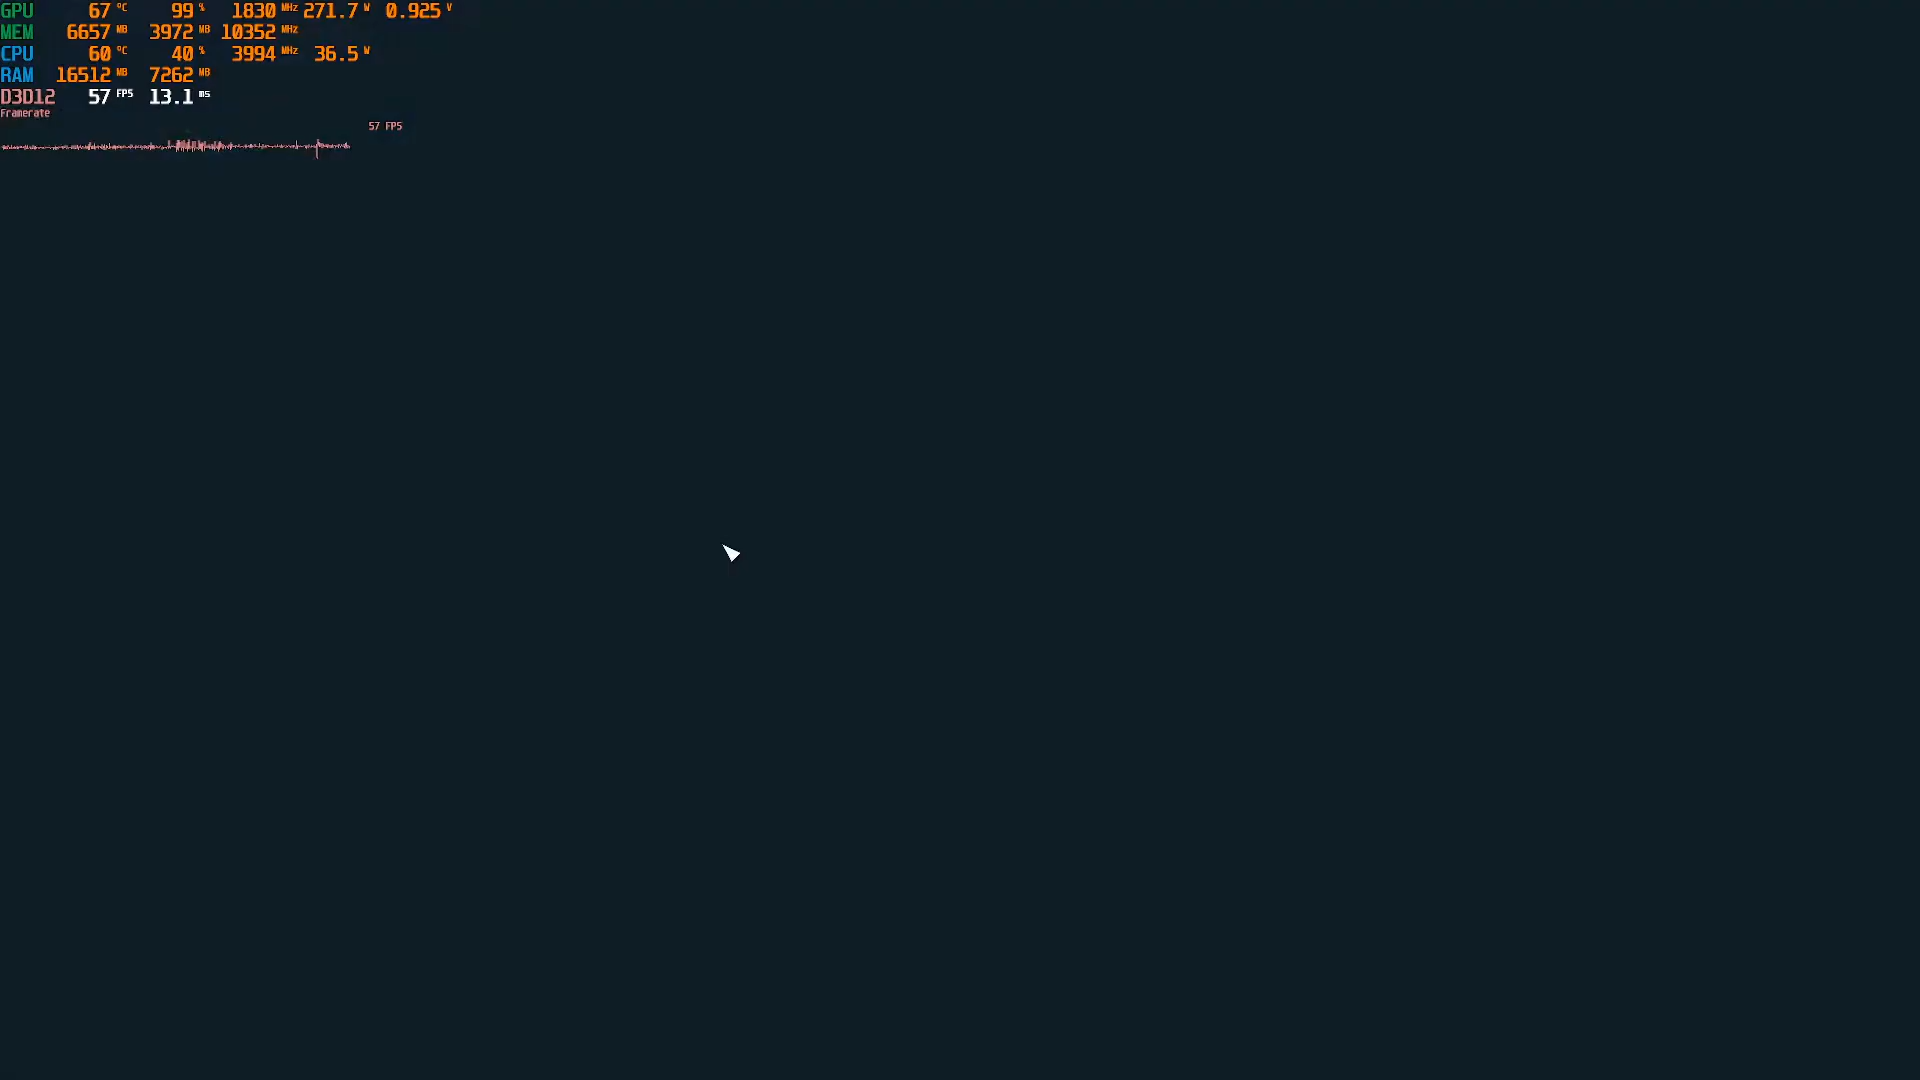 GPU 67 °C 99 % 1830 MHz 271.7 W 0.925 V
MEM 6657 MB 3972 MB 10352 MHz
CPU 60 °C 40 % 3994 MHz 36.5 W
RAM 16512 MB 7262 MB
D3D12 57 FPS 13.1 ms
Framerate
57 FPS